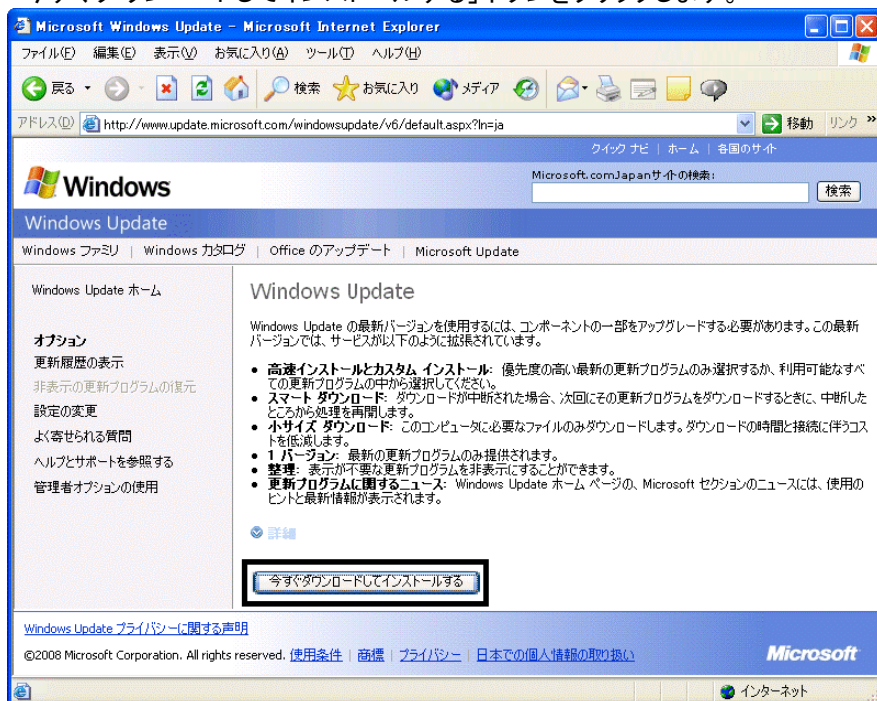 「今すぐダウンロードしてインストールする」ボタンをクリックします。
Microsoft Windows Update - Microsoft Internet Explorer
ファイル(F) 編集(E) 表示(V) お気に入り(A) ツール(T) ヘルプ(H)
戻る 検索 お気に入り メディア
アドレス(D) http://www.update.microsoft.com/windowsupdate/v6/default.aspx?ln=ja 移動 リンク »
クイック ナビ | ホーム | 各国のサイト
Windows
Microsoft.comJapanサイトの検索:
検索
Windows Update
Windows ファミリ | Windows カタログ | Office のアップデート | Microsoft Update
Windows Update ホーム
オプション
更新履歴の表示
非表示の更新プログラムの復元
設定の変更
よく寄せられる質問
ヘルプとサポートを参照する
管理者オプションの使用
Windows Update
Windows Update の最新バージョンを使用するには、コンポーネントの一部をアップグレードする必要があります。この最新
バージョンでは、サービスが以下のように拡張されています。
• 高速インストールとカスタム インストール: 優先度の高い最新の更新プログラムのみ選択するか、利用可能なすべ
ての更新プログラムの中から選択してください。
• スマート ダウンロード: ダウンロードが中断された場合、次回にその更新プログラムをダウンロードするときに、中断した
ところから処理を再開します。
• 小サイズ ダウンロード: このコンピュータに必要なファイルのみダウンロードします。ダウンロードの時間と接続に伴うコス
トを低減します。
• 1 バージョン: 最新の更新プログラムのみ提供されます。
• 整理: 表示が不要な更新プログラムを非表示にすることができます。
• 更新プログラムに関するニュース: Windows Update ホーム ページの、Microsoft セクションのニュースには、使用の
ヒントと最新情報が表示されます。
詳細
今すぐダウンロードしてインストールする
Windows Update プライバシーに関する声明
©2008 Microsoft Corporation. All rights reserved. 使用条件 | 商標 | プライバシー | 日本での個人情報の取り扱い
Microsoft
インターネット